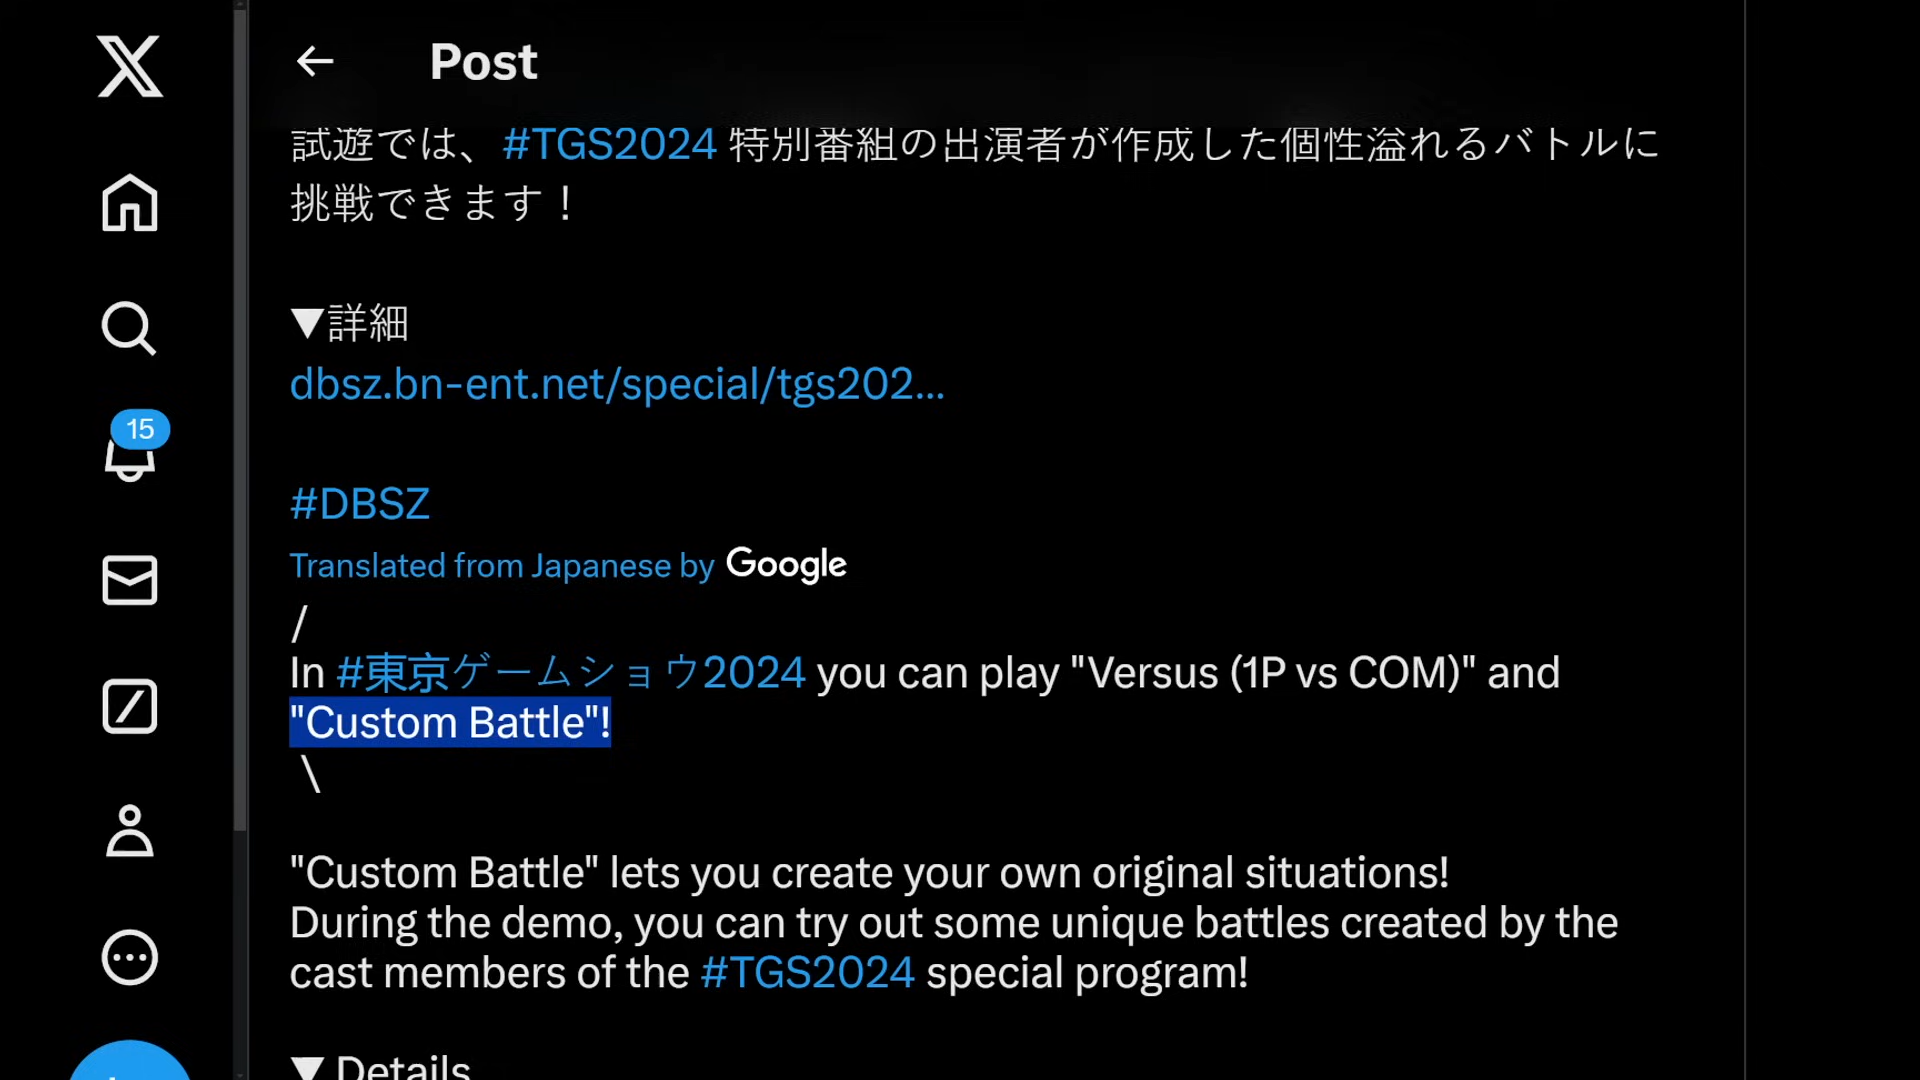 Post
試遊では、#TGS2024 特別番組の出演者が作成した個性溢れるバトルに
挑戦できます！
▼詳細
dbsz.bn-ent.net/special/tgs202…
15
#DBSZ
Translated from Japanese by Google
/
In #東京ゲームショウ2024 you can play "Versus (1P vs COM)" and
"Custom Battle"!
\
"Custom Battle" lets you create your own original situations!
During the demo, you can try out some unique battles created by the
cast members of the #TGS2024 special program!
▼ Details